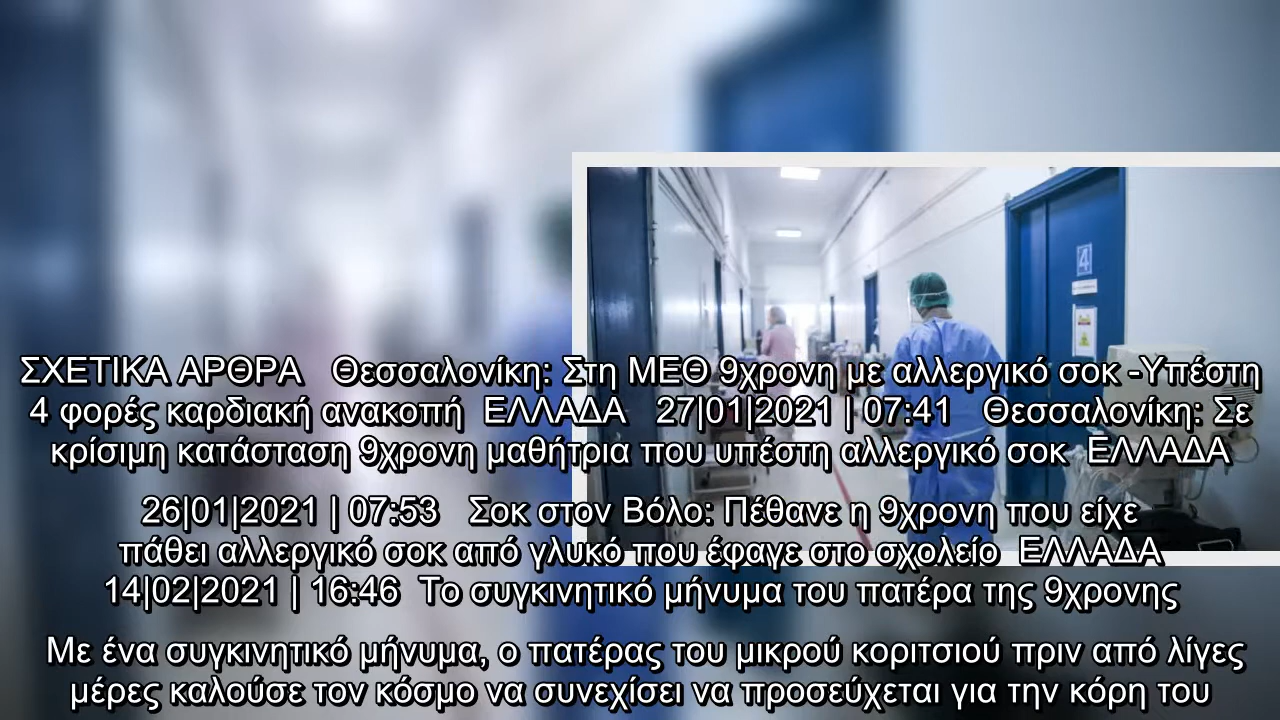 4
ΣΧΕΤΙΚΑ ΑΡΘΡΑ Θεσσαλονίκη: Στη ΜΕΘ 9χρονη με αλλεργικό σοκ -Υπέστη
4 φορές καρδιακή ανακοπή ΕΛΛΑΔΑ 27|01|2021 | 07:41 Θεσσαλονίκη: Σε
κρίσιμη κατάσταση 9χρονη μαθήτρια που υπέστη αλλεργικό σοκ ΕΛΛΑΔΑ
26|01|2021 | 07:53 Σοκ στον Βόλο: Πέθανε η 9χρονη που είχε
πάθει αλλεργικό σοκ από γλυκό που έφαγε στο σχολείο ΕΛΛΑΔΑ
14|02|2021 | 16:46 Το συγκινητικό μήνυμα του πατέρα της 9χρονης
Με ένα συγκινητικό μήνυμα, ο πατέρας του μικρού κοριτσιού πριν από λίγες
μέρες καλούσε τον κόσμο να συνεχίσει να προσεύχεται για την κόρη του